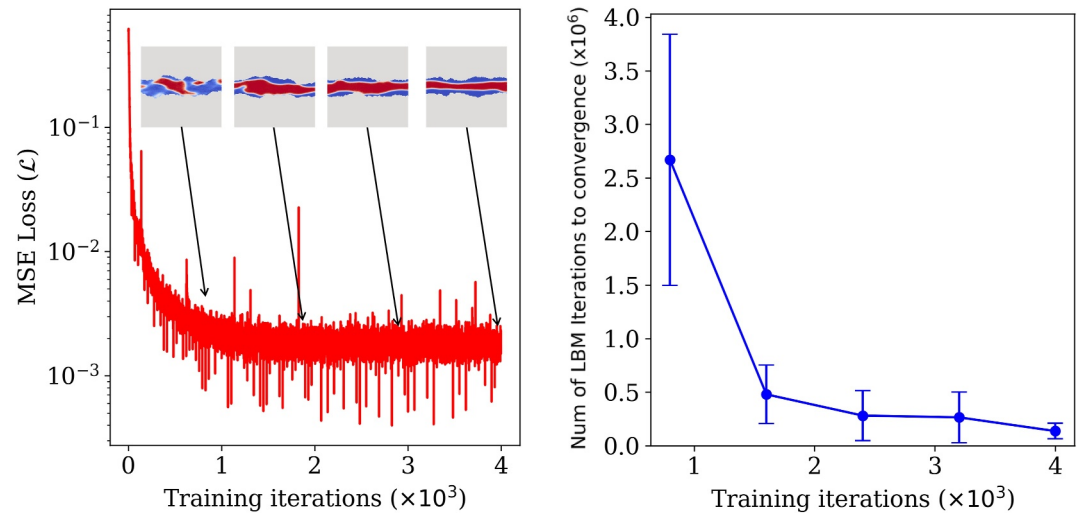 MSE Loss (ℒ)
10⁻¹
10⁻²
10⁻³
0 1 2 3 4
Training iterations (×10³)
Num of LBM Iterations to convergence (x10⁶)
4.0
3.5
3.0
2.5
2.0
1.5
1.0
0.5
0.0
1 2 3 4
Training iterations (×10³)